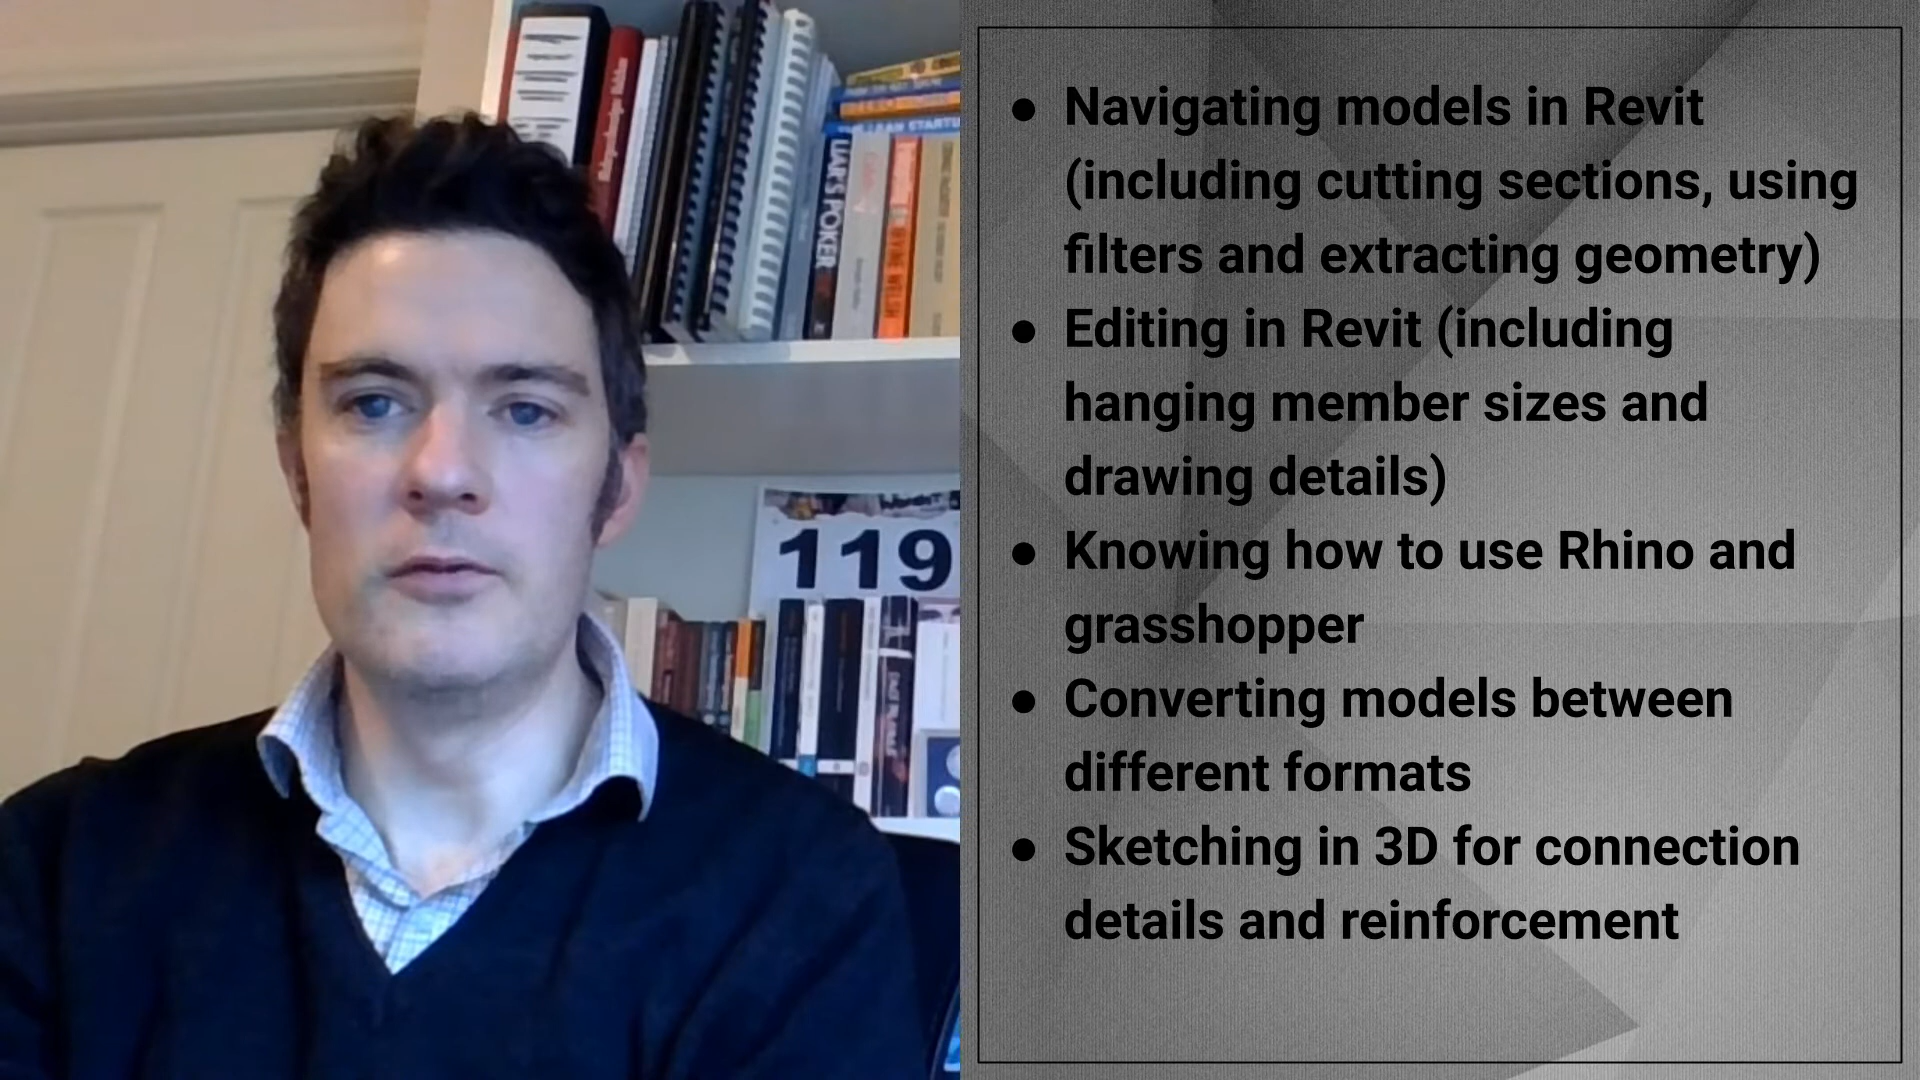 ● Navigating models in Revit
(including cutting sections, using
filters and extracting geometry)
● Editing in Revit (including
hanging member sizes and
drawing details)
● Knowing how to use Rhino and
grasshopper
● Converting models between
different formats
● Sketching in 3D for connection
details and reinforcement
LIAR'S POKER
119